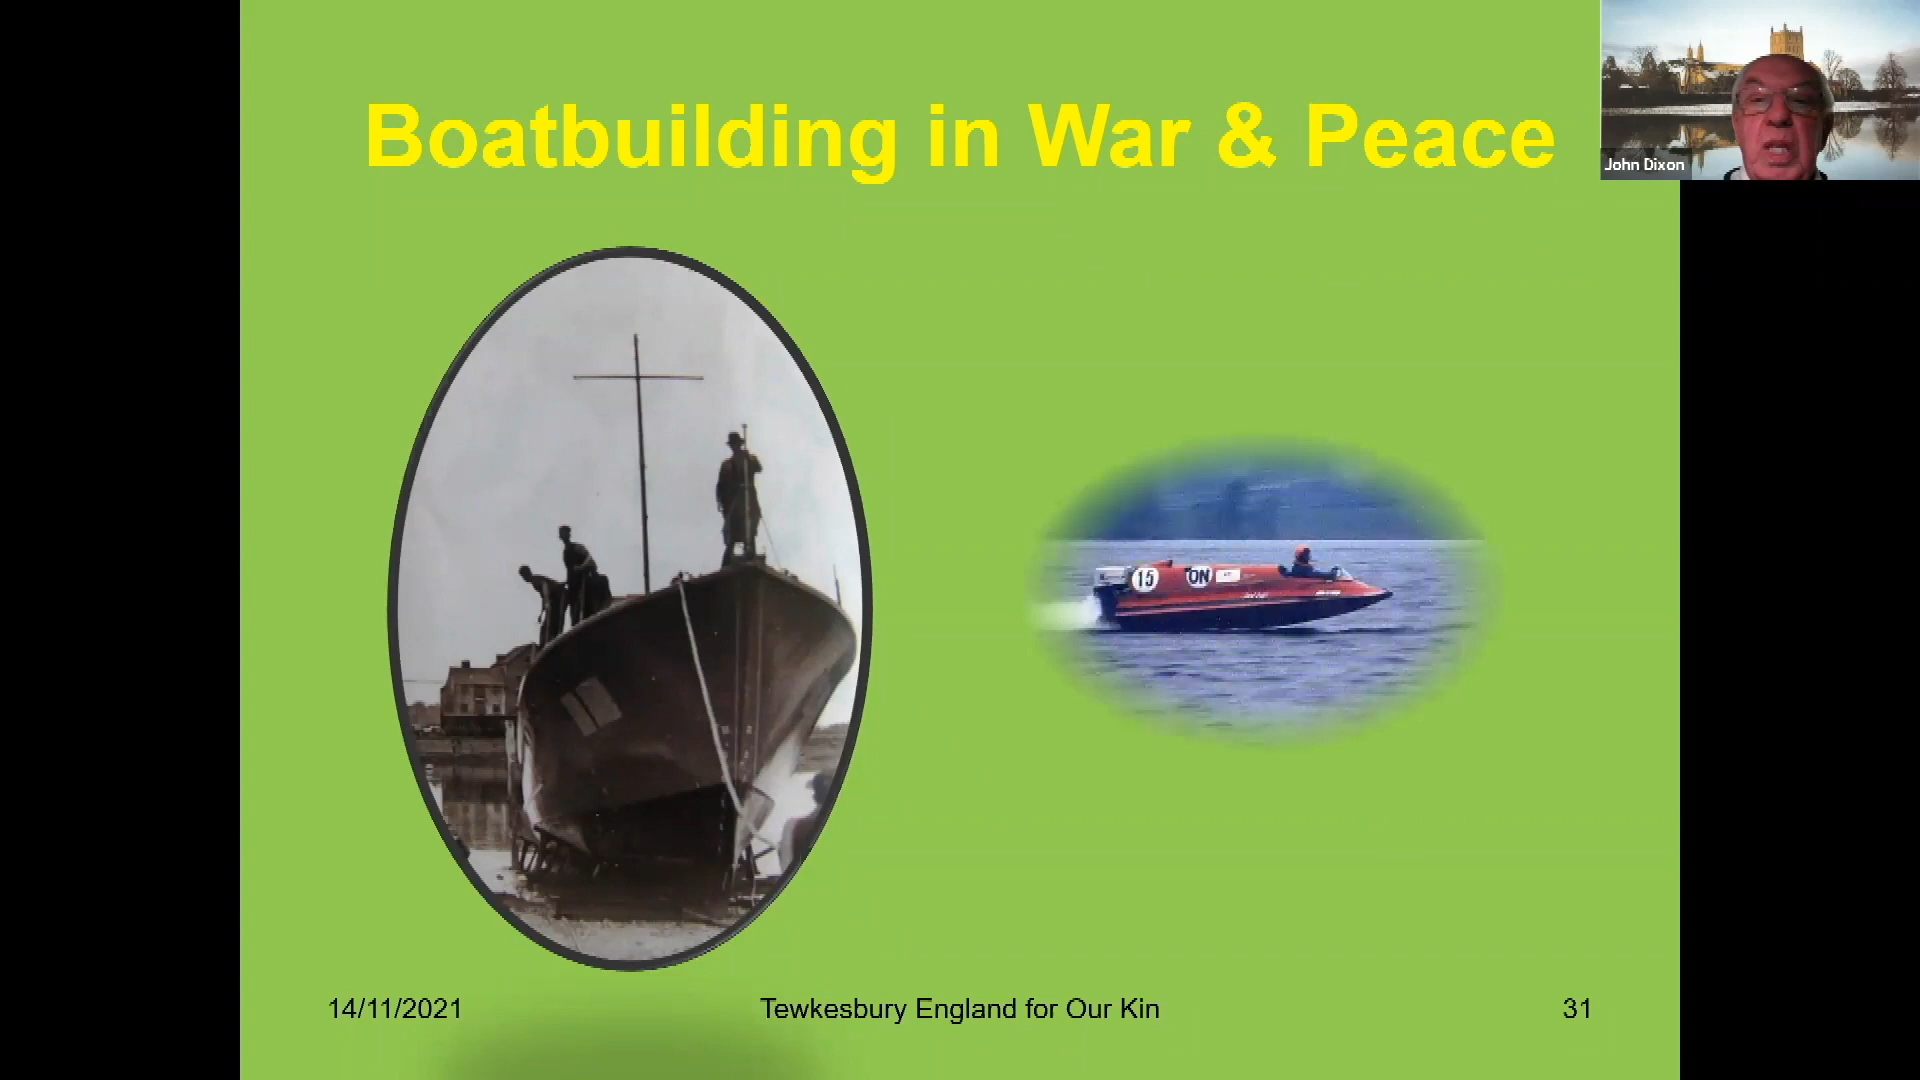 Boatbuilding in War & Peace
John Dixon
15
ON
14/11/2021
Tewkesbury England for Our Kin
31